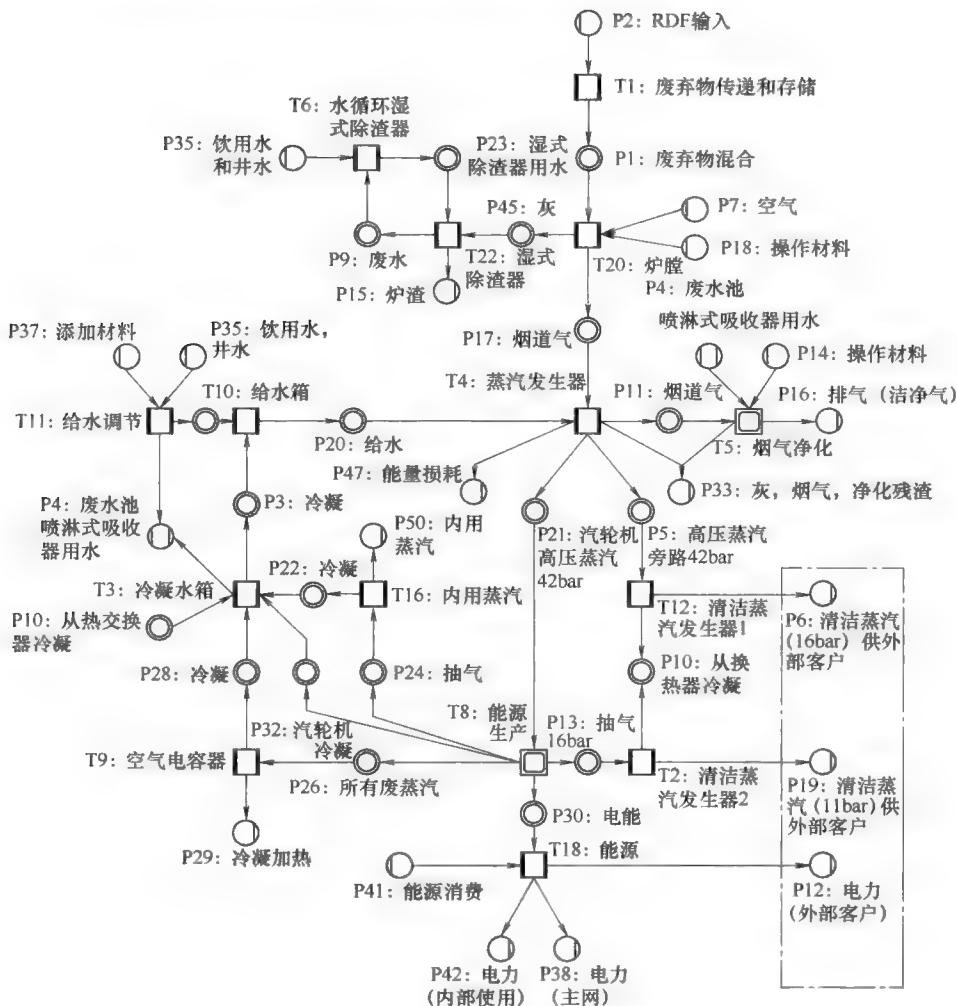 P2：RDF输入
T1：废弃物传递和存储
T6：水循环湿
式除渣器
P35：饮用水
和井水
P23：湿式
除渣器用水
P1：废弃物混合
P45：灰
P7：空气
P18：操作材料
P9：废水
T22：湿式
除渣器
T20：炉膛
P15：炉渣
P4：废水池
喷淋式吸收器用水
P37：添加材料
P35：饮用水，
井水
P17：烟道气
P14：操作材料
T10：给水箱
T4：蒸汽发生器
P11：烟道气
P16：排气（洁净气）
T11：给水调节
P20：给水
T5：烟气净化
P47：能量损耗
P33：灰，烟气，净化残渣
P3：冷凝
P4：废水池
喷淋式吸收
器用水
P50：内用
蒸汽
P21：汽轮机
高压蒸汽
42bar
P5：高压蒸汽
旁路42bar
P22：冷凝
T3：冷凝水箱
T16：内用蒸汽
T12：清洁蒸
汽发生器1
P6：清洁蒸汽
(16bar) 供外
部客户
P10：从热交换
器冷凝
P28：冷凝
P24：抽气
P10：从换
热器冷凝
P32：汽轮机
冷凝
T8：能源
生产
P13：抽气
16bar
T9：空气电容器
P26：所有废蒸汽
T2：清洁蒸
汽发生器2
P19：清洁蒸
汽 (11bar) 供
外部客户
P30：电能
P29：冷凝加热
T18：能源
P41：能源消费
P12：电力
(外部客户)
P42：电力
(内部使用)
P38：电力
(主网)